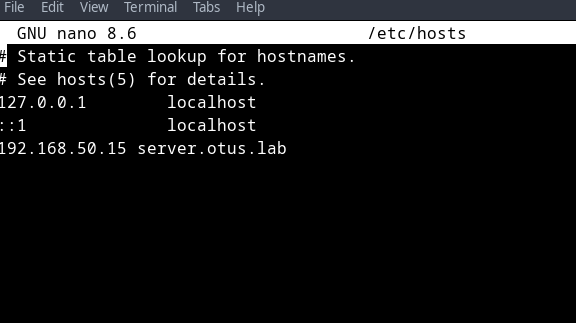 File Edit View Terminal Tabs Help
GNU nano 8.6 /etc/hosts
# Static table lookup for hostnames.
# See hosts(5) for details.
127.0.0.1 localhost
::1 localhost
192.168.50.15 server.otus.lab